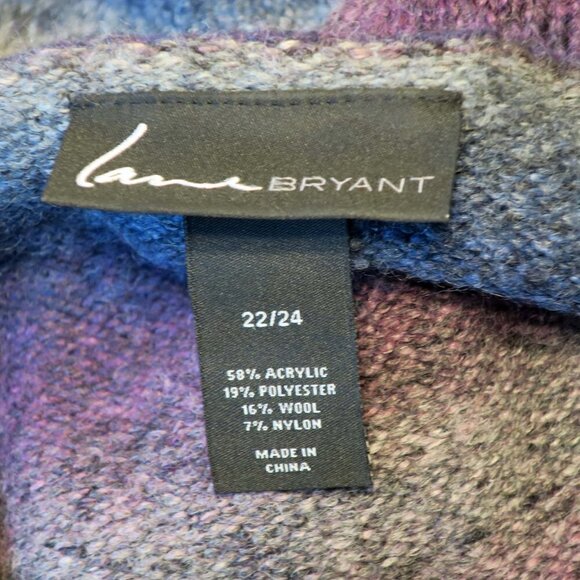 Lane BRYANT
22/24
58% ACRYLIC
19% POLYESTER
16% WOOL
7% NYLON
MADE IN
CHINA